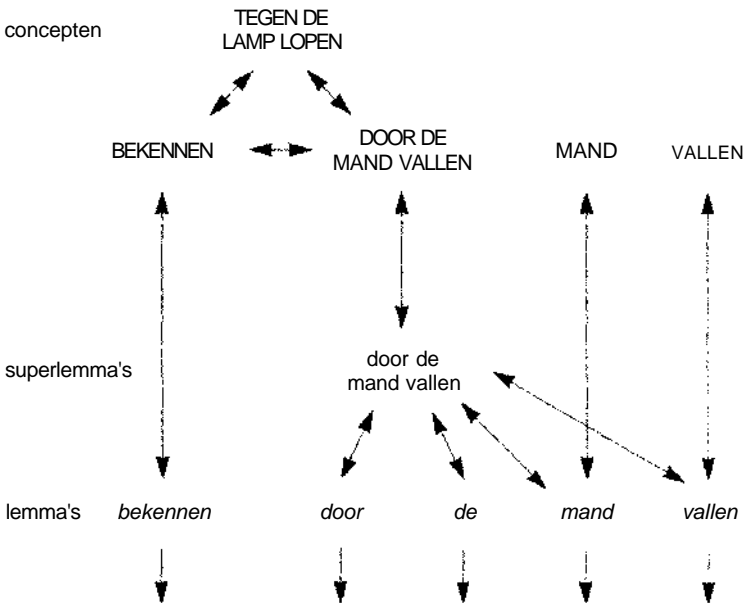 concepten
TEGEN DE
LAMP LOPEN
BEKENNEN
DOOR DE
MAND VALLEN
MAND
VALLEN
superlemma's
door de
mand vallen
lemma's
bekennen
door
de
mand
vallen